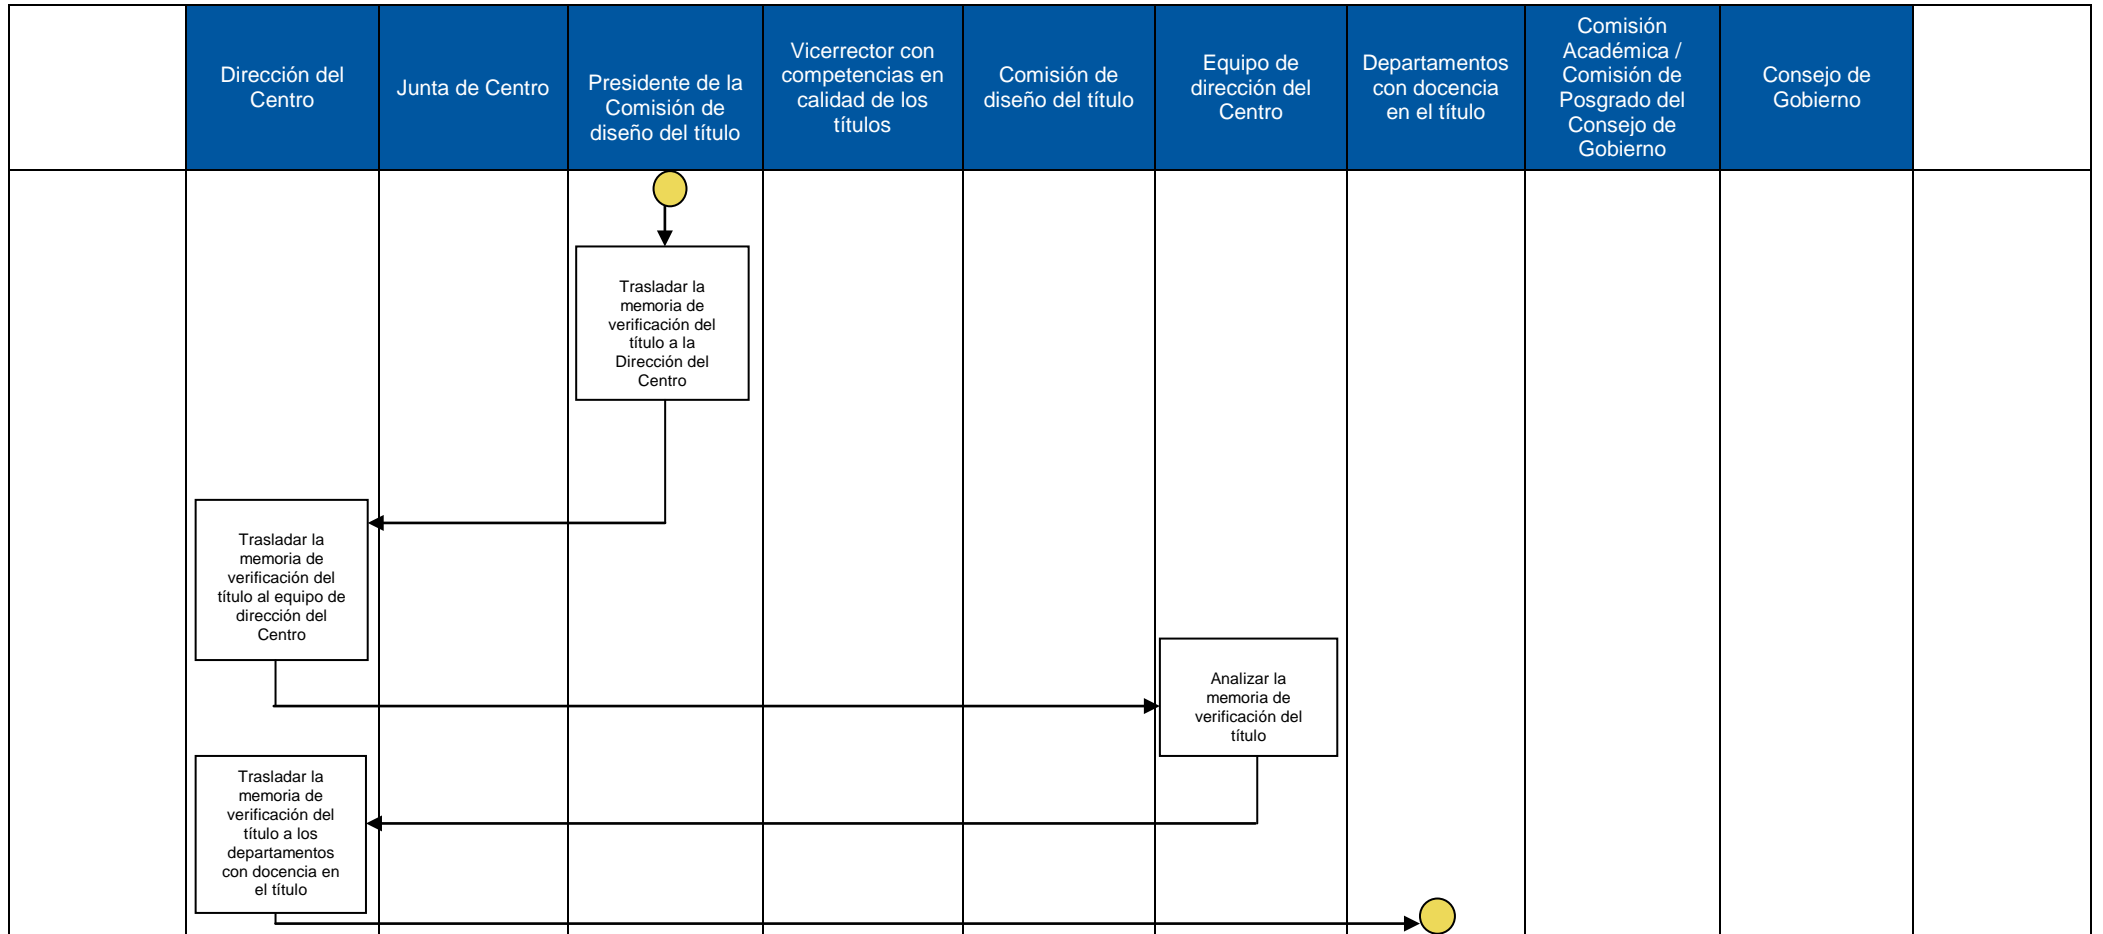 Dirección del
Centro
Junta de Centro
Presidente de la
Comisión de
diseño del título
Vicerrector con
competencias en
calidad de los
títulos
Comisión de
diseño del título
Equipo de
dirección del
Centro
Departamentos
con docencia
en el título
Comisión
Académica /
Comisión de
Posgrado del
Consejo de
Gobierno
Consejo de
Gobierno
Trasladar la
memoria de
verificación del
título a la
Dirección del
Centro
Trasladar la
memoria de
verificación del
título al equipo de
dirección del
Centro
Analizar la
memoria de
verificación del
título
Trasladar la
memoria de
verificación del
título a los
departamentos
con docencia en
el título